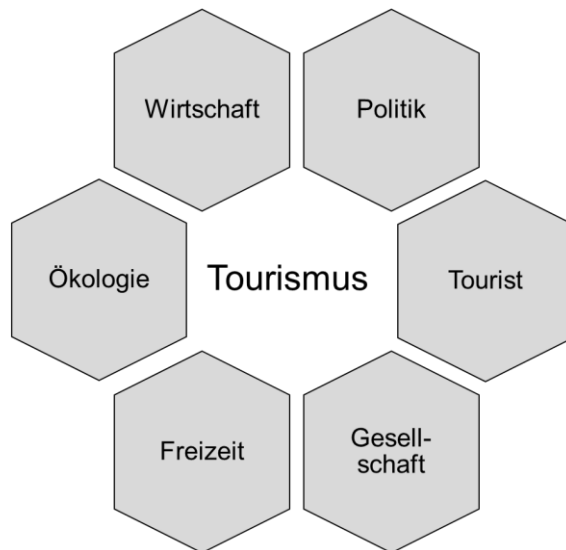 Wirtschaft
Politik
Ökologie
Tourismus
Tourist
Freizeit
Gesell-
schaft